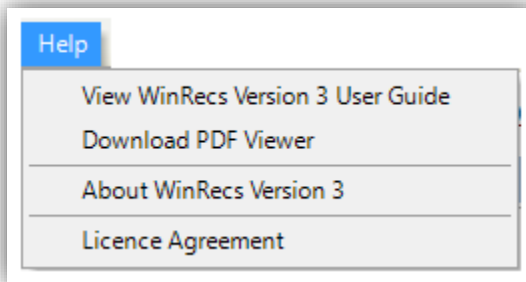 Help
View WinRecs Version 3 User Guide
Download PDF Viewer
About WinRecs Version 3
Licence Agreement